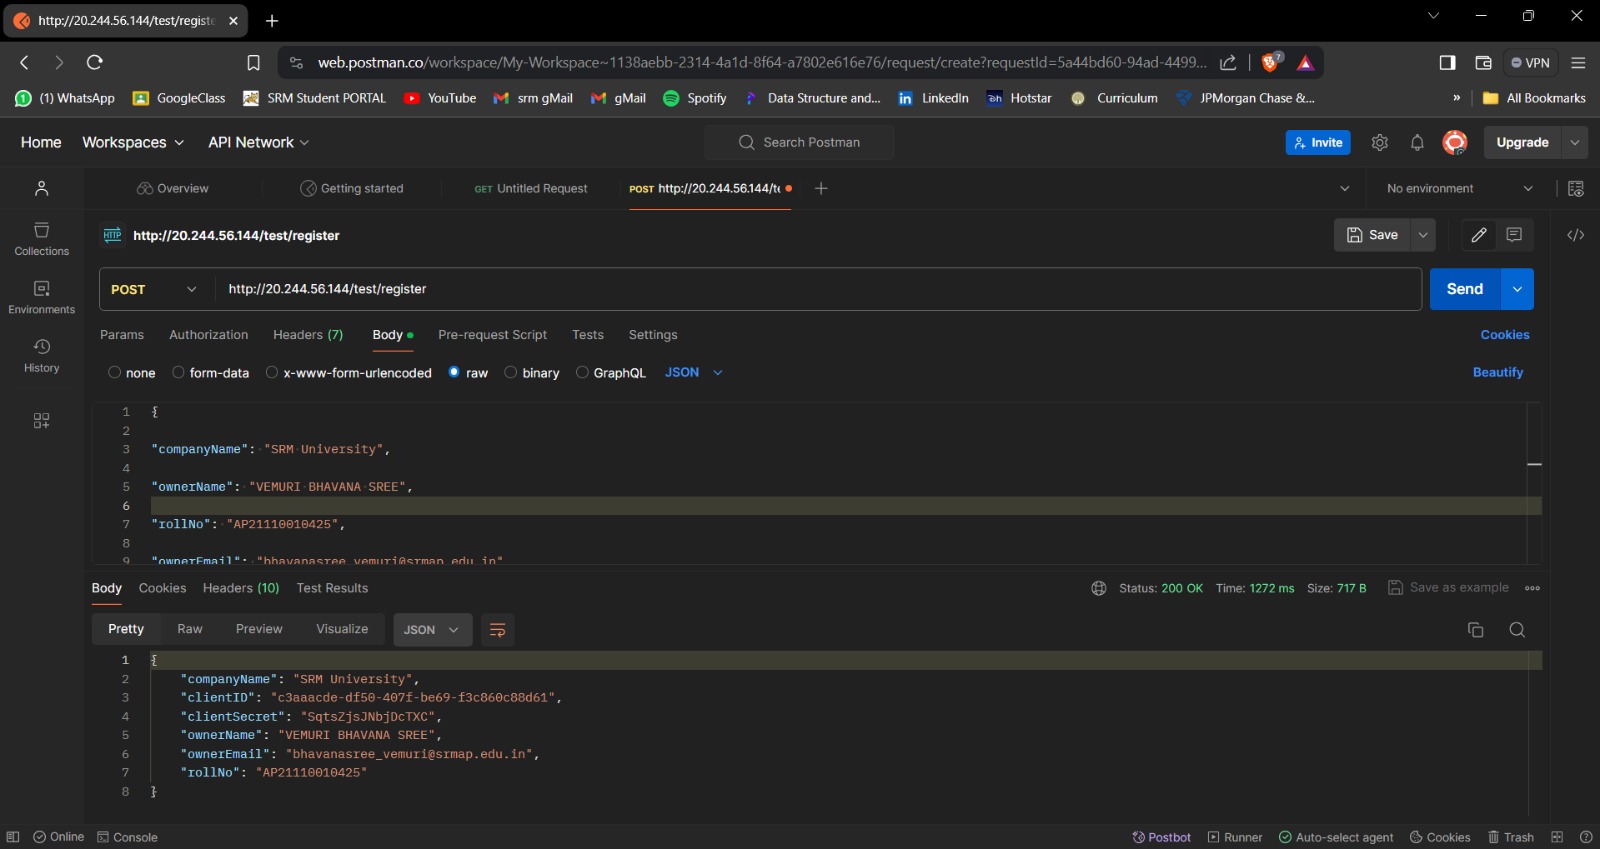 http://20.244.56.144/test/registe
web.postman.co/workspace/My-Workspace~1138aebb-2314-4a1d-8f64-a7802e616e76/request/create?requestId=5a44bd60-94ad-4499...
7
VPN
(1) WhatsApp GoogleClass SRM Student PORTAL YouTube srm gMail gMail Spotify Data Structure and... LinkedIn Hotstar Curriculum JPMorgan Chase &... » All Bookmarks
Home Workspaces API Network Search Postman Invite Upgrade
Overview Getting started GET Untitled Request POST http://20.244.56.144/te No environment
Collections
Environments
History
HTTP http://20.244.56.144/test/register Save </>
POST http://20.244.56.144/test/register Send
Params Authorization Headers (7) Body Pre-request Script Tests Settings Cookies
none form-data x-www-form-urlencoded raw binary GraphQL JSON Beautify
1 {
2
3 "companyName": "SRM University",
4
5 "ownerName": "VEMURI BHAVANA SREE",
6
7 "rollNo": "AP21110010425",
8
9 "ownerEmail": "bhavanasree_vemuri@srmap.edu.in"
Body Cookies Headers (10) Test Results Status: 200 OK Time: 1272 ms Size: 717 B Save as example
Pretty Raw Preview Visualize JSON
1 {
2 "companyName": "SRM University",
3 "clientID": "c3aaacde-df50-407f-be69-f3c860c88d61",
4 "clientSecret": "SqtsZjsJNbjDcTXC",
5 "ownerName": "VEMURI BHAVANA SREE",
6 "ownerEmail": "bhavanasree_vemuri@srmap.edu.in",
7 "rollNo": "AP21110010425"
8 }
Online Console Postbot Runner Auto-select agent Cookies Trash